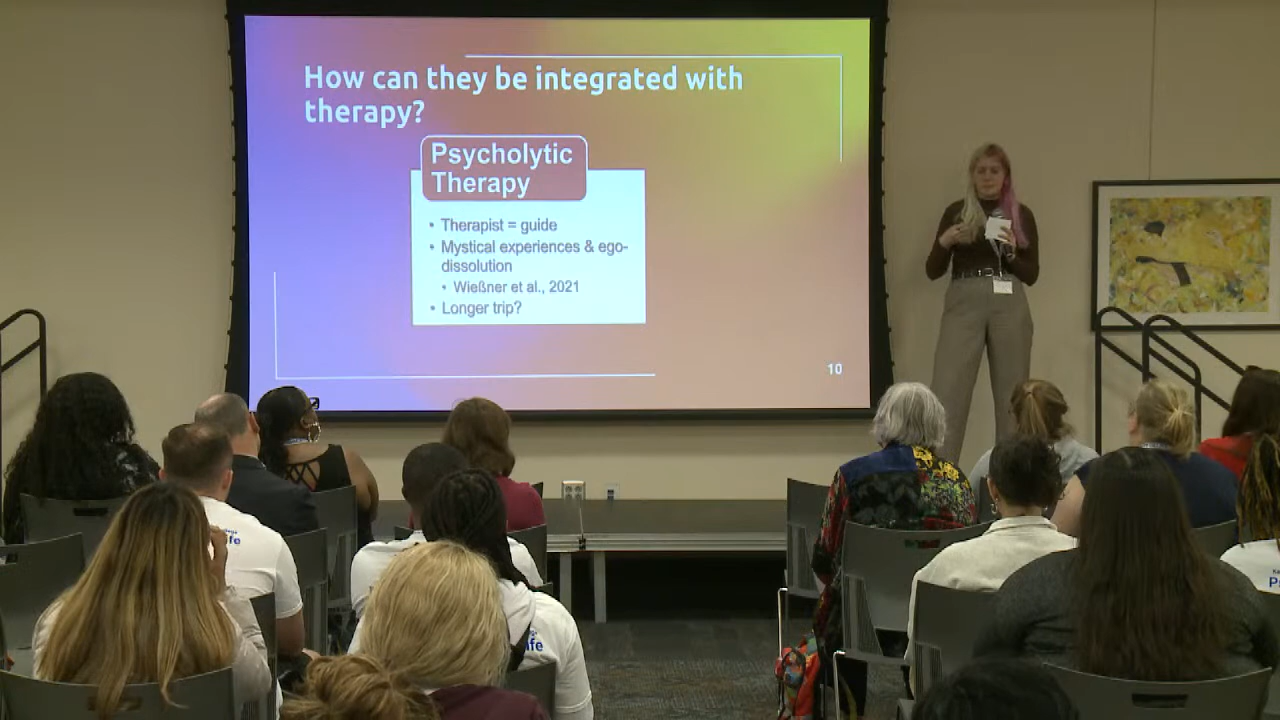 How can they be integrated with
therapy?
Psycholytic
Therapy
• Therapist = guide
• Mystical experiences & ego-
dissolution
• Wießner et al., 2021
• Longer trip?
10